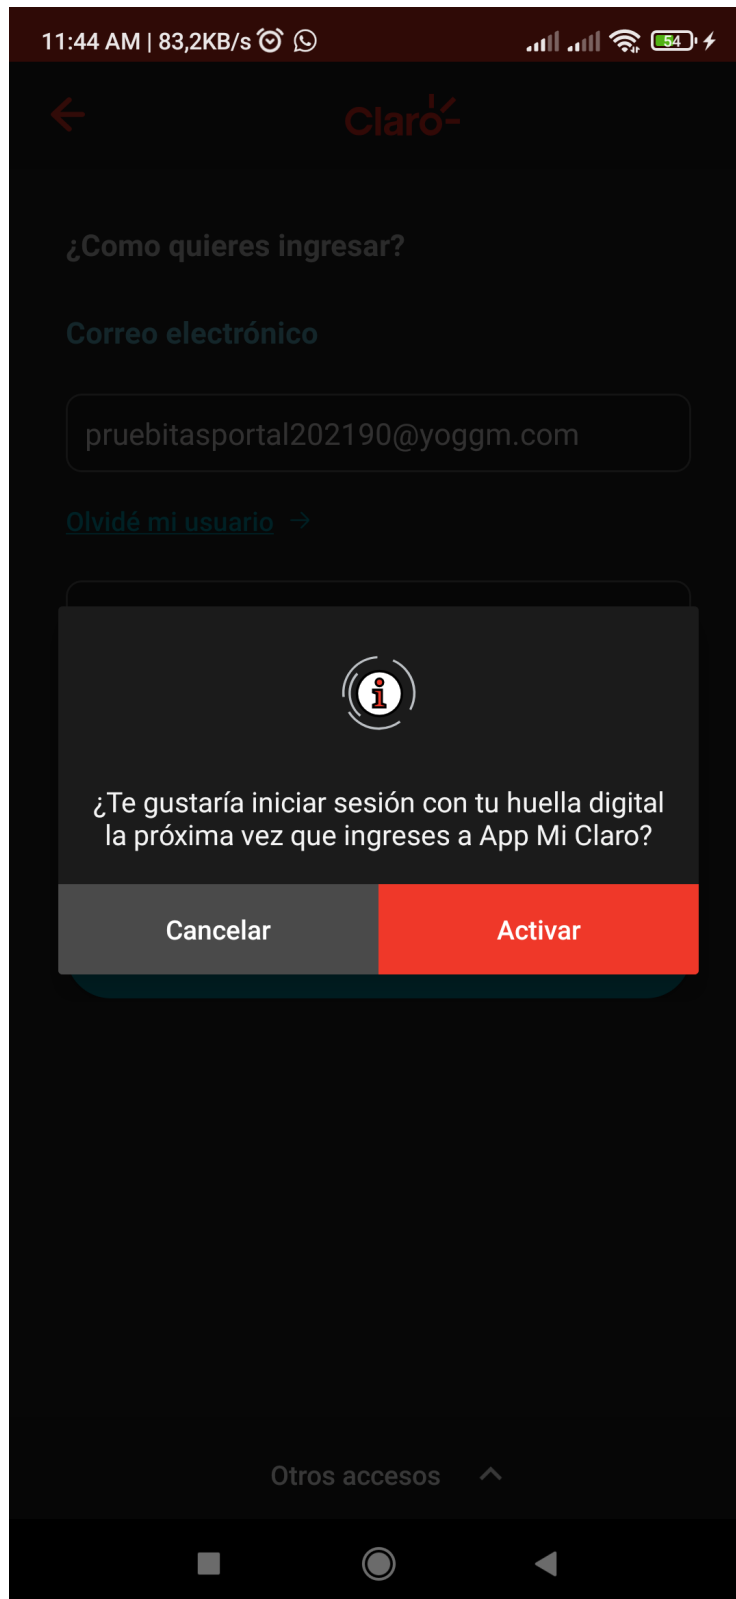 11:44 AM | 83,2KB/s
54
Claro
¿Como quieres ingresar?
Correo electrónico
pruebitasportal202190@yoggm.com
Olvidé mi usuario →
¿Te gustaría iniciar sesión con tu huella digital
la próxima vez que ingreses a App Mi Claro?
Cancelar
Activar
Otros accesos